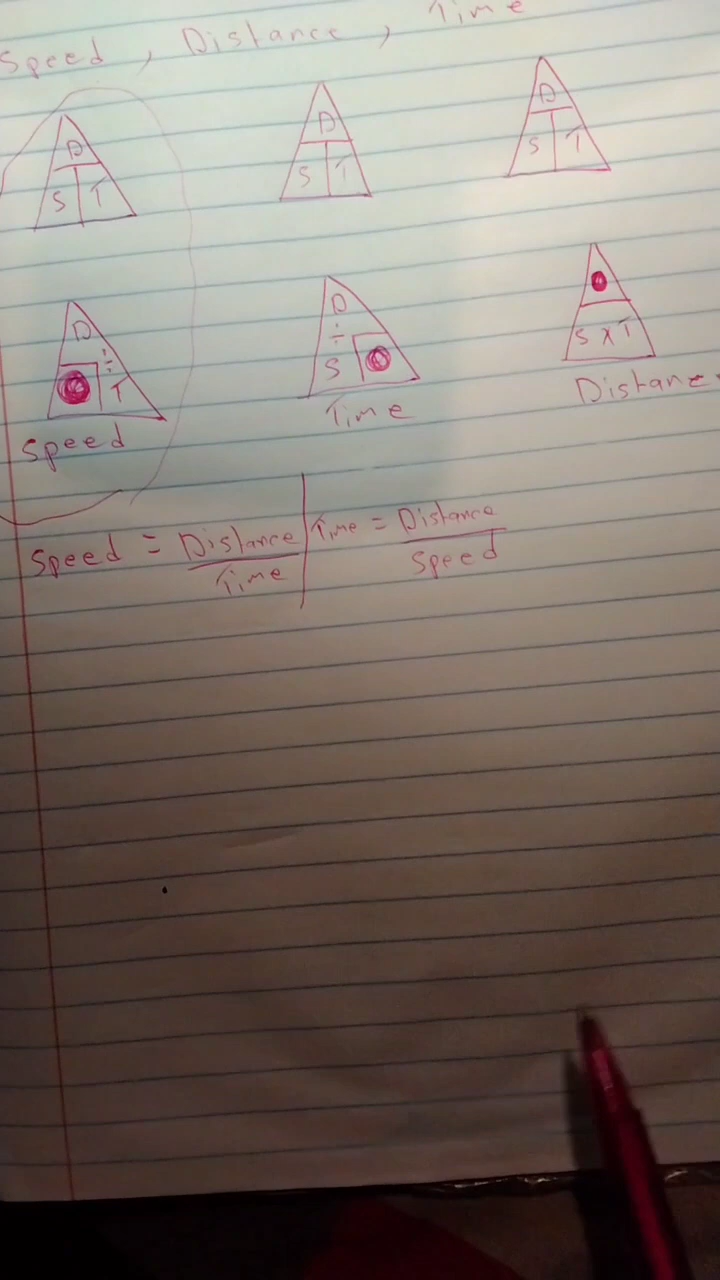 Speed, Distance, Time
D
S T
D
S T
D
S T
D
÷
T
Speed
D
÷
S
Time
S x T
Distance
Speed = Distance
Time
Time = Distance
Speed